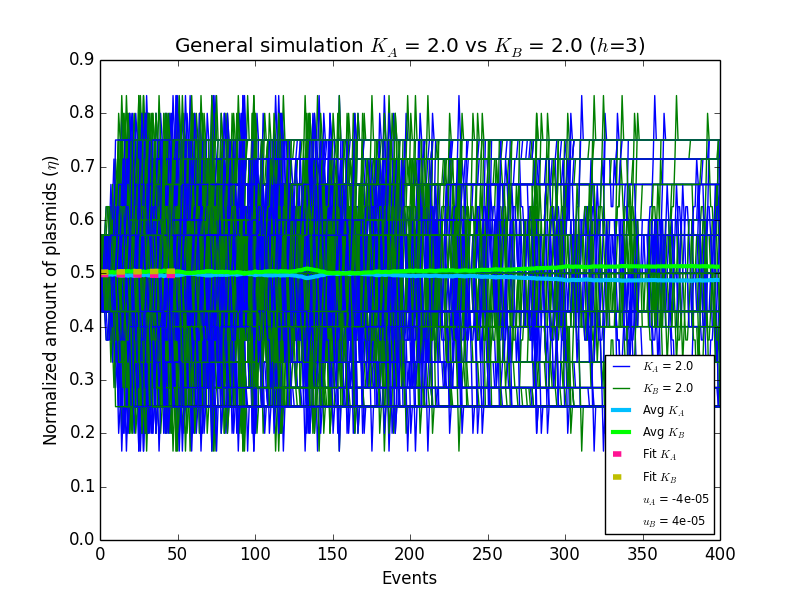 General simulation K_A = 2.0 vs K_B = 2.0 (h=3)
Normalized amount of plasmids (η)
0.9
0.8
0.7
0.6
0.5
0.4
0.3
0.2
0.1
0.0
K_A = 2.0
K_B = 2.0
Avg K_A
Avg K_B
Fit K_A
Fit K_B
u_A = -4e-05
u_B = 4e-05
0 50 100 150 200 250 300 350 400
Events